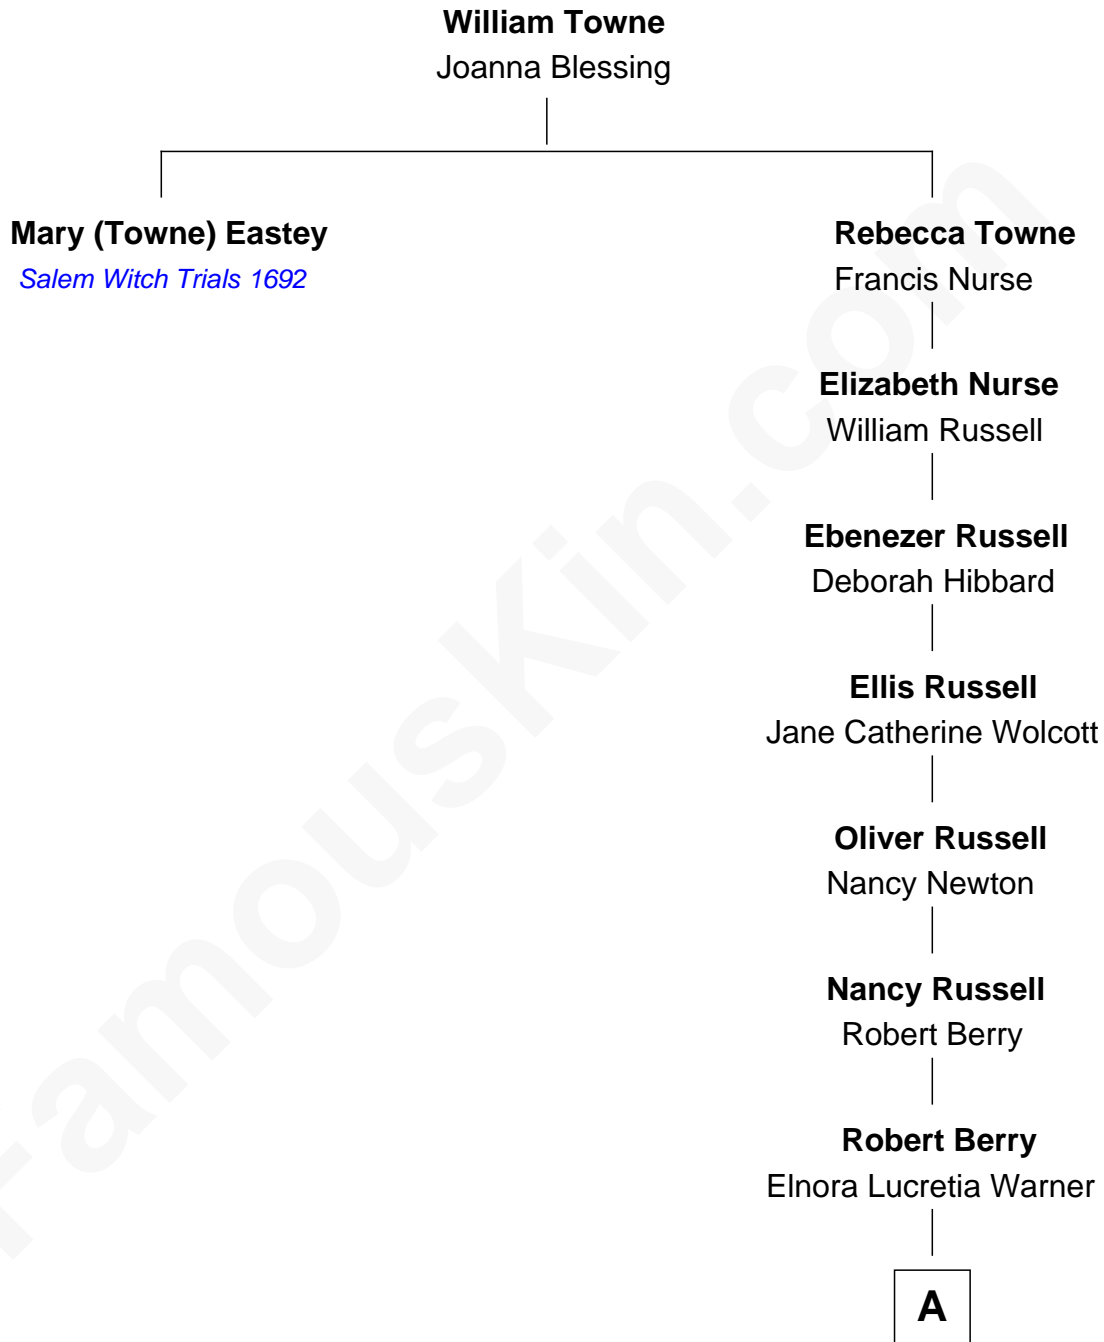 William Towne
Joanna Blessing
Mary (Towne) Eastey
Salem Witch Trials 1692
Rebecca Towne
Francis Nurse
Elizabeth Nurse
William Russell
Ebenezer Russell
Deborah Hibbard
Ellis Russell
Jane Catherine Wolcott
Oliver Russell
Nancy Newton
Nancy Russell
Robert Berry
Robert Berry
Elnora Lucretia Warner
A
FamousKin.com